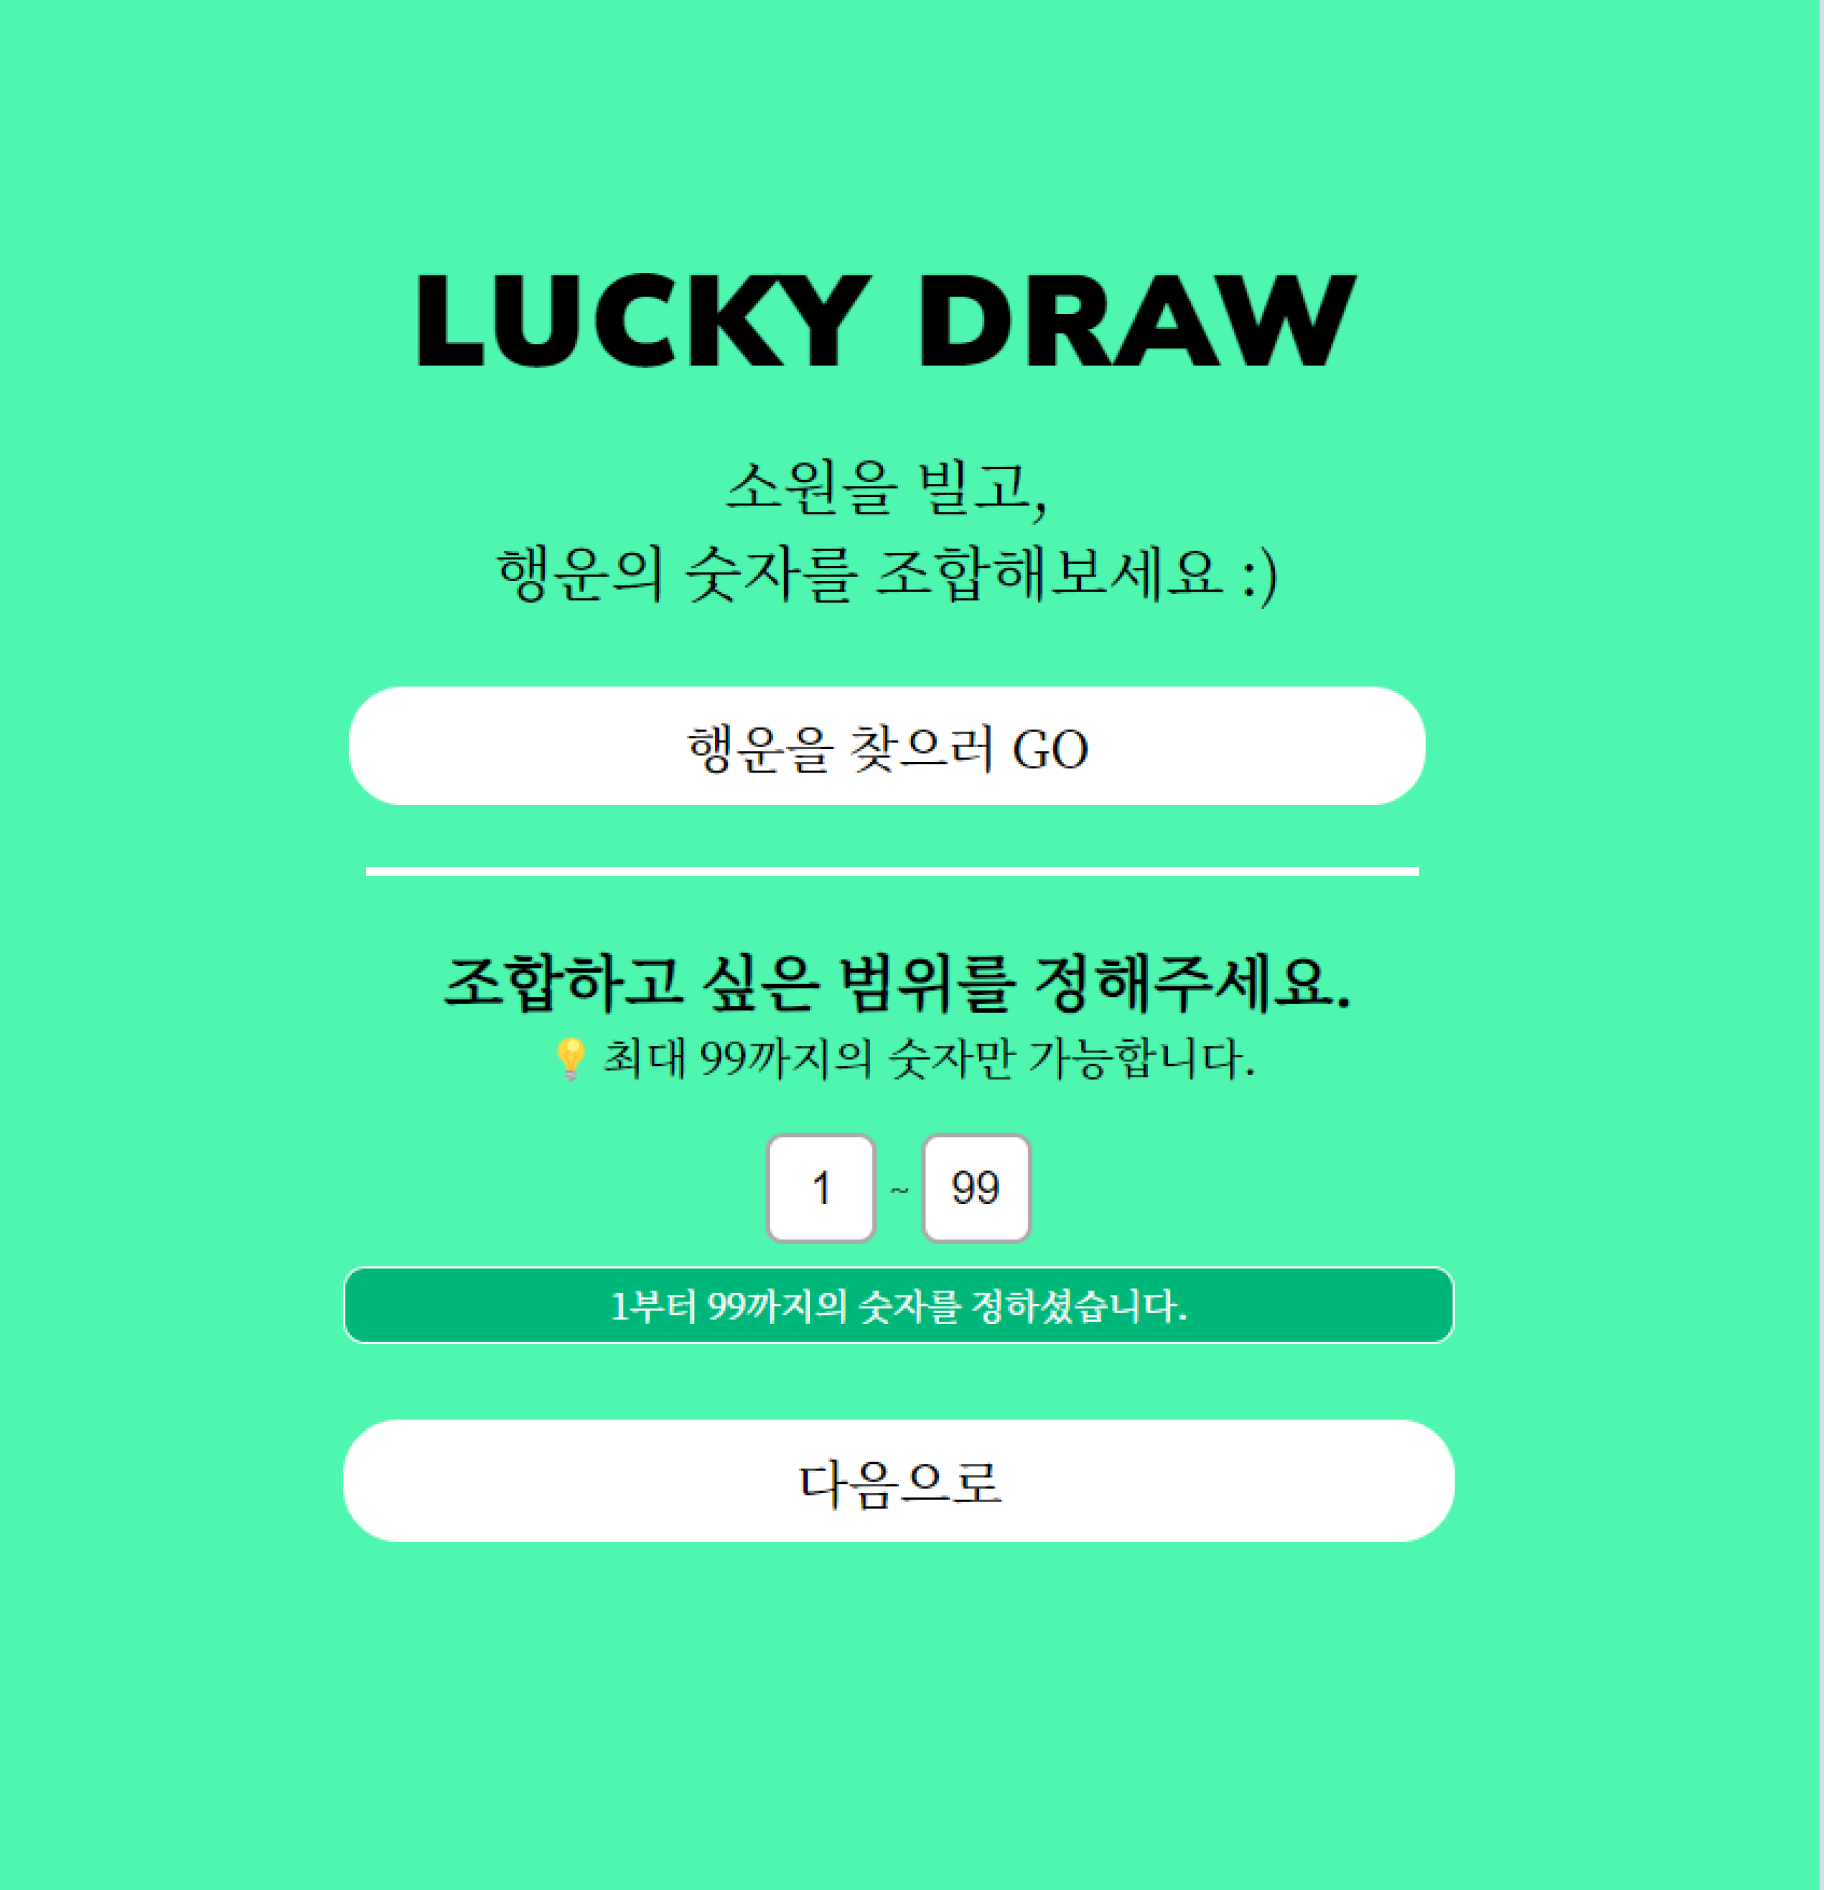 LUCKY DRAW
소원을 빌고,
행운의 숫자를 조합해보세요 :)
행운을 찾으러 GO
조합하고 싶은 범위를 정해주세요.
💡 최대 99까지의 숫자만 가능합니다.
1 ~ 99
1부터 99까지의 숫자를 정하셨습니다.
다음으로